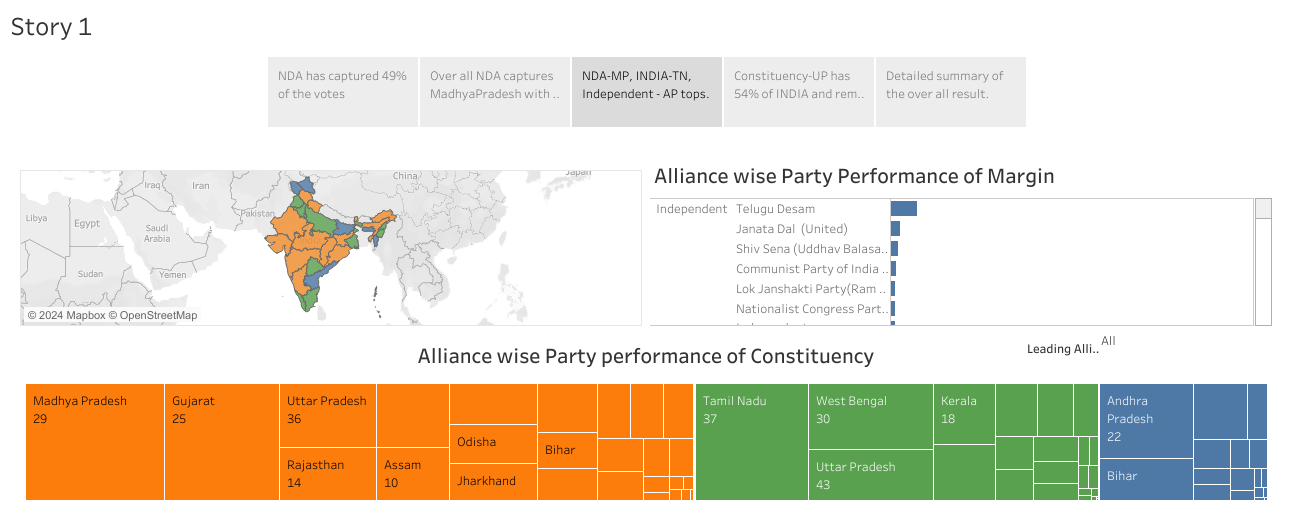 Story 1
NDA has captured 49%
of the votes
Over all NDA captures
MadhyaPradesh with ..
NDA-MP, INDIA-TN,
Independent - AP tops.
Constituency-UP has
54% of INDIA and rem..
Detailed summary of
the over all result.
Iraq
Iran
China
Japan
Libya
Egypt
Pakistan
Saudi
Arabia
Sudan
Yemen
© 2024 Mapbox © OpenStreetMap
Alliance wise Party Performance of Margin
Independent
Telugu Desam
Janata Dal (United)
Shiv Sena (Uddhav Balasa..
Communist Party of India ..
Lok Janshakti Party(Ram ..
Nationalist Congress Part..
Leading Alli..
All
Alliance wise Party performance of Constituency
Madhya Pradesh
29
Gujarat
25
Uttar Pradesh
36
Rajasthan
14
Assam
10
Odisha
Jharkhand
Bihar
Tamil Nadu
37
West Bengal
30
Uttar Pradesh
43
Kerala
18
Andhra
Pradesh
22
Bihar